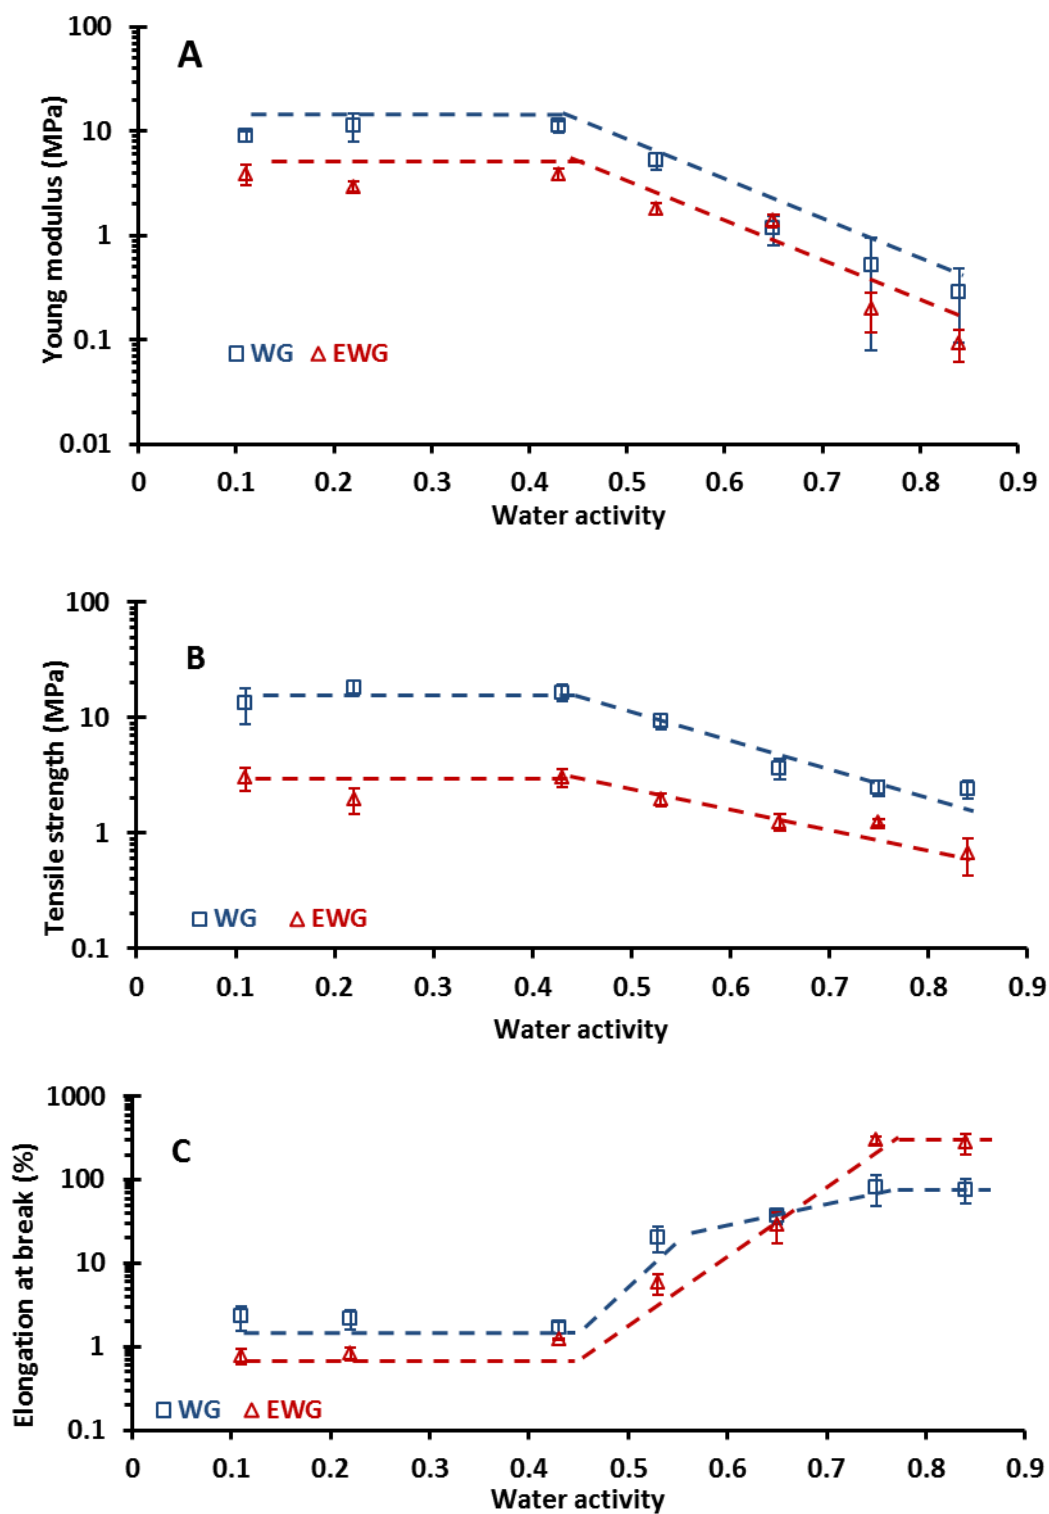 A
Young modulus (MPa)
100
10
1
0.1
0.01
WG EWG
0 0.1 0.2 0.3 0.4 0.5 0.6 0.7 0.8 0.9
Water activity
B
Tensile strength (MPa)
100
10
1
0.1
WG EWG
0 0.1 0.2 0.3 0.4 0.5 0.6 0.7 0.8 0.9
Water activity
C
Elongation at break (%)
1000
100
10
1
0.1
WG EWG
0 0.1 0.2 0.3 0.4 0.5 0.6 0.7 0.8 0.9
Water activity